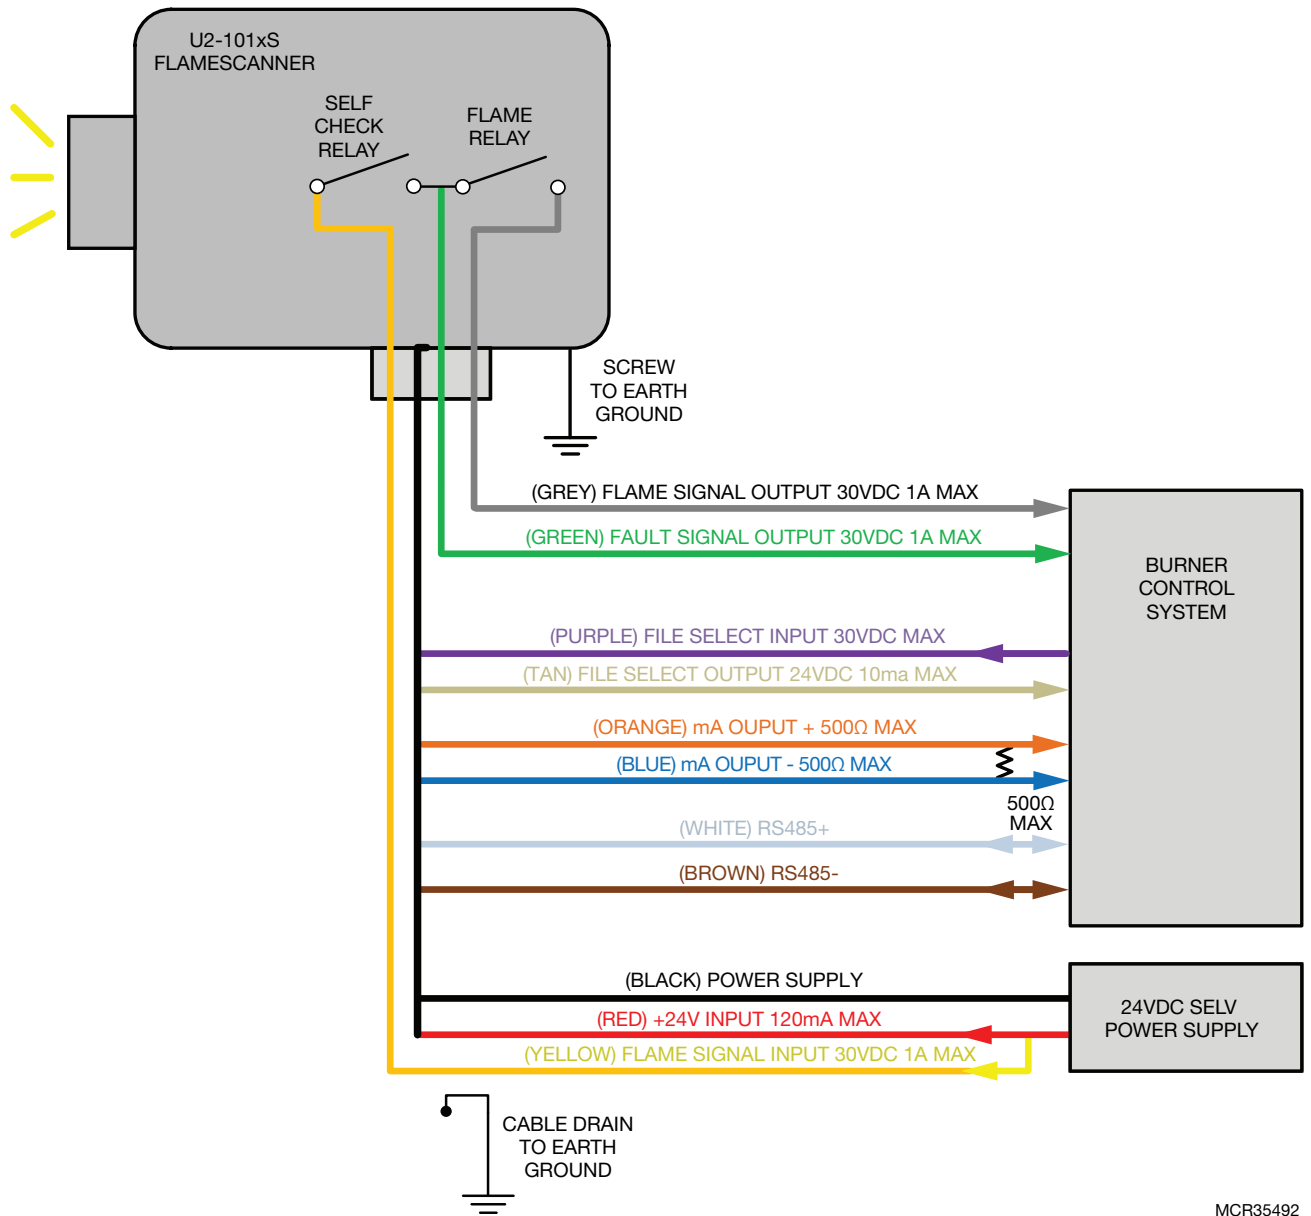 U2-101xS
FLAMESCANNER
SELF
CHECK
RELAY
FLAME
RELAY
SCREW
TO EARTH
GROUND
(GREY) FLAME SIGNAL OUTPUT 30VDC 1A MAX
(GREEN) FAULT SIGNAL OUTPUT 30VDC 1A MAX
BURNER
CONTROL
SYSTEM
(PURPLE) FILE SELECT INPUT 30VDC MAX
(TAN) FILE SELECT OUTPUT 24VDC 10ma MAX
(ORANGE) mA OUPUT + 500Ω MAX
(BLUE) mA OUPUT - 500Ω MAX
500Ω
MAX
(WHITE) RS485+
(BROWN) RS485-
(BLACK) POWER SUPPLY
(RED) +24V INPUT 120mA MAX
(YELLOW) FLAME SIGNAL INPUT 30VDC 1A MAX
24VDC SELV
POWER SUPPLY
CABLE DRAIN
TO EARTH
GROUND
MCR35492